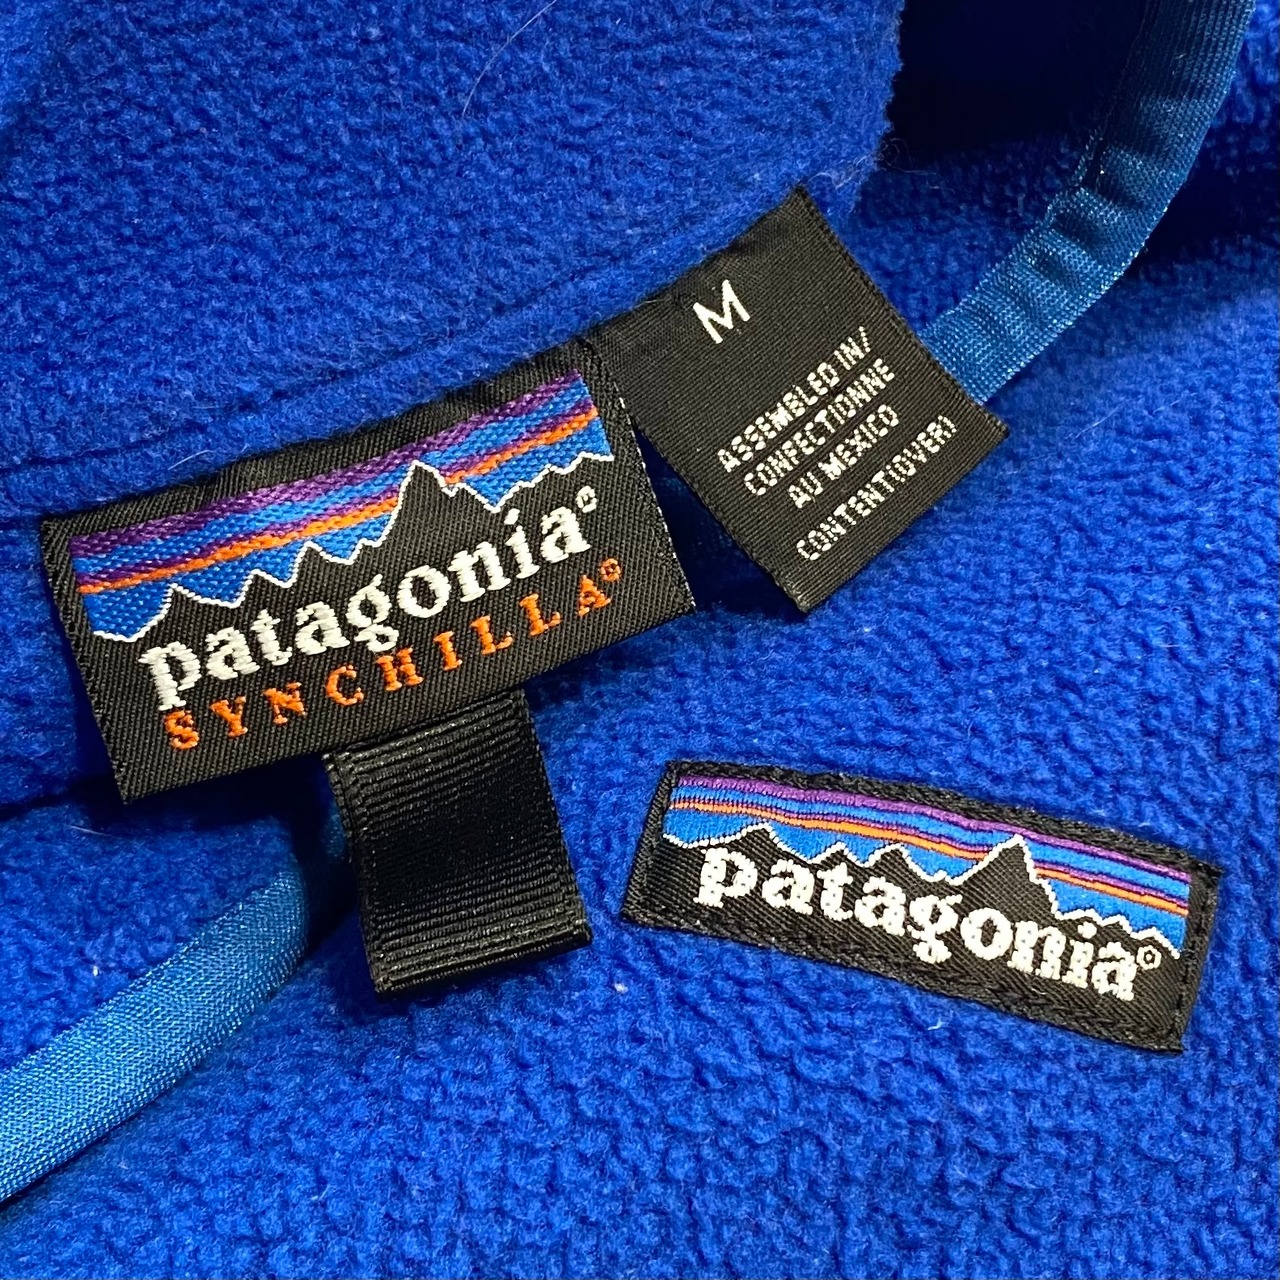 patagonia®
SYNCHILLA®
M
ASSEMBLED IN/
CONFECTIONNE
AU MEXICO
CONTENT(OVER)
patagonia®